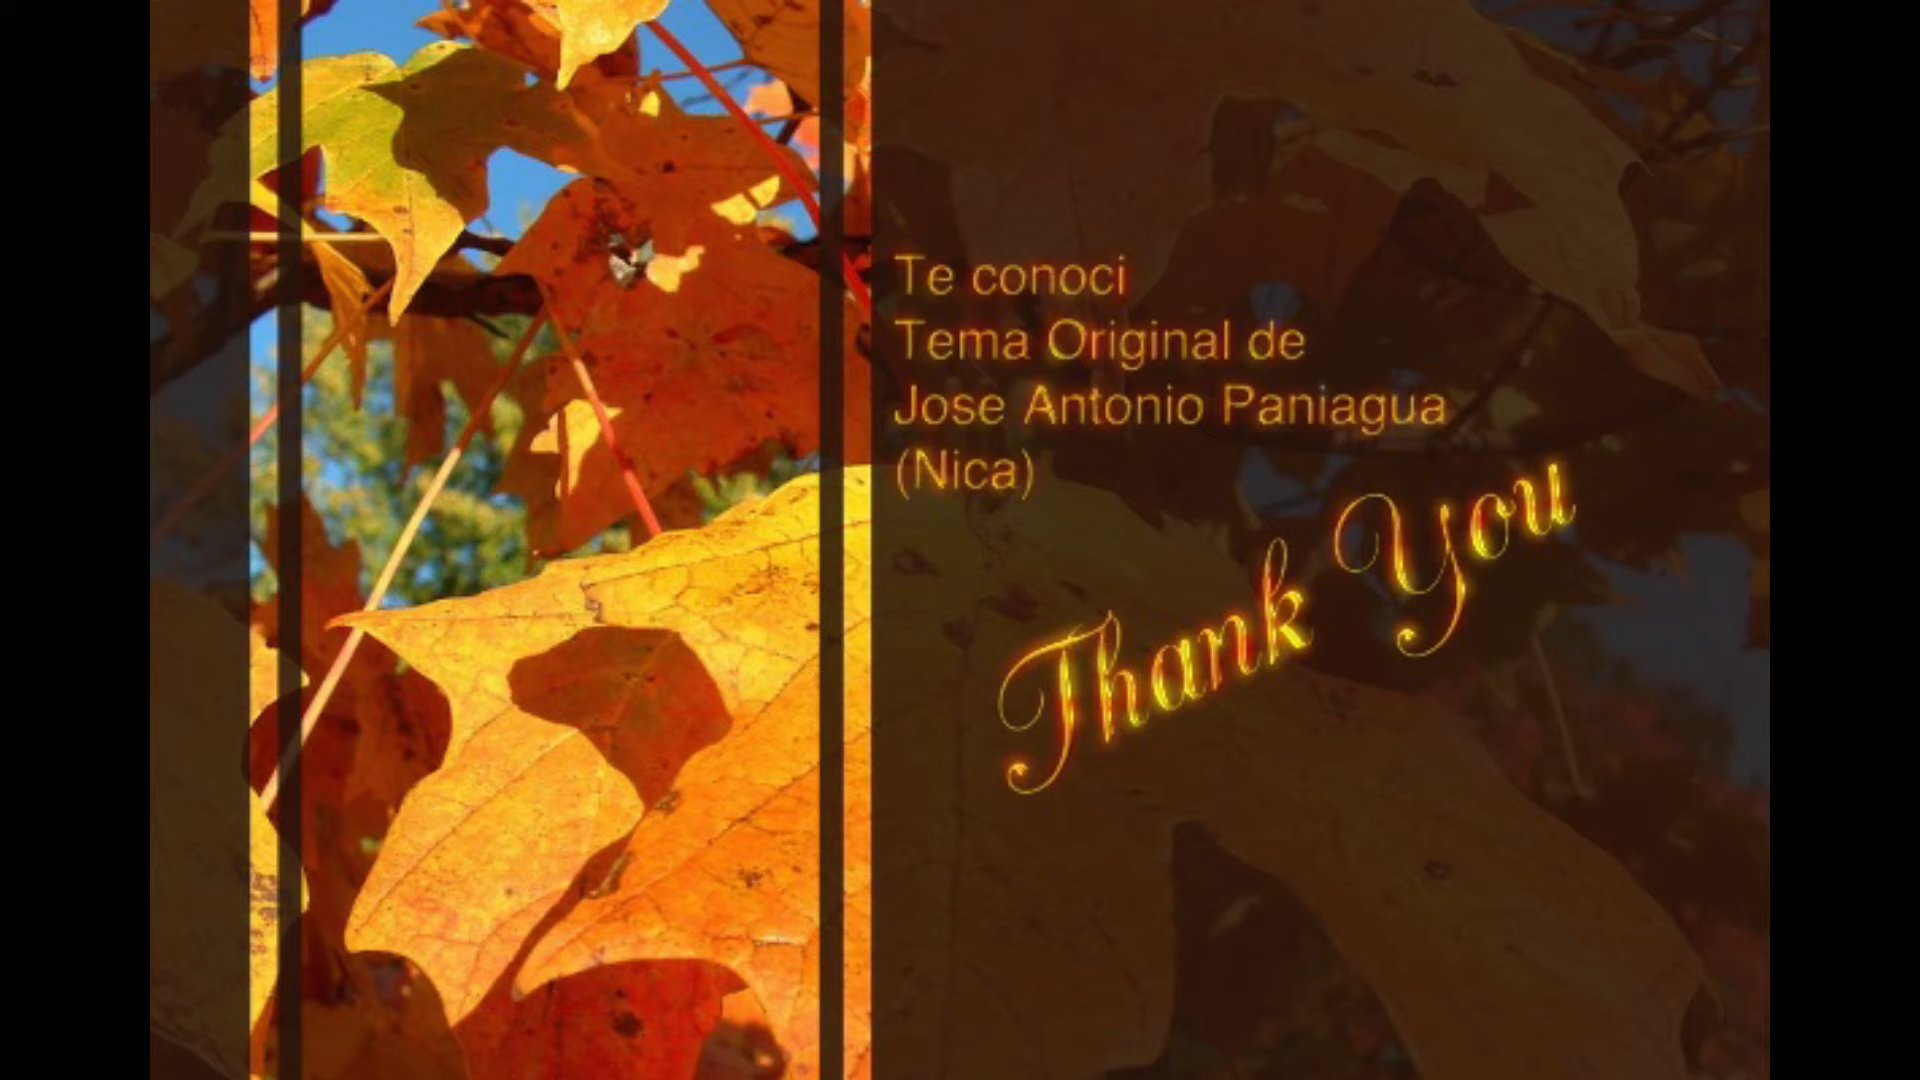 Te conoci
Tema Original de
Jose Antonio Paniagua
(Nica)
Thank You